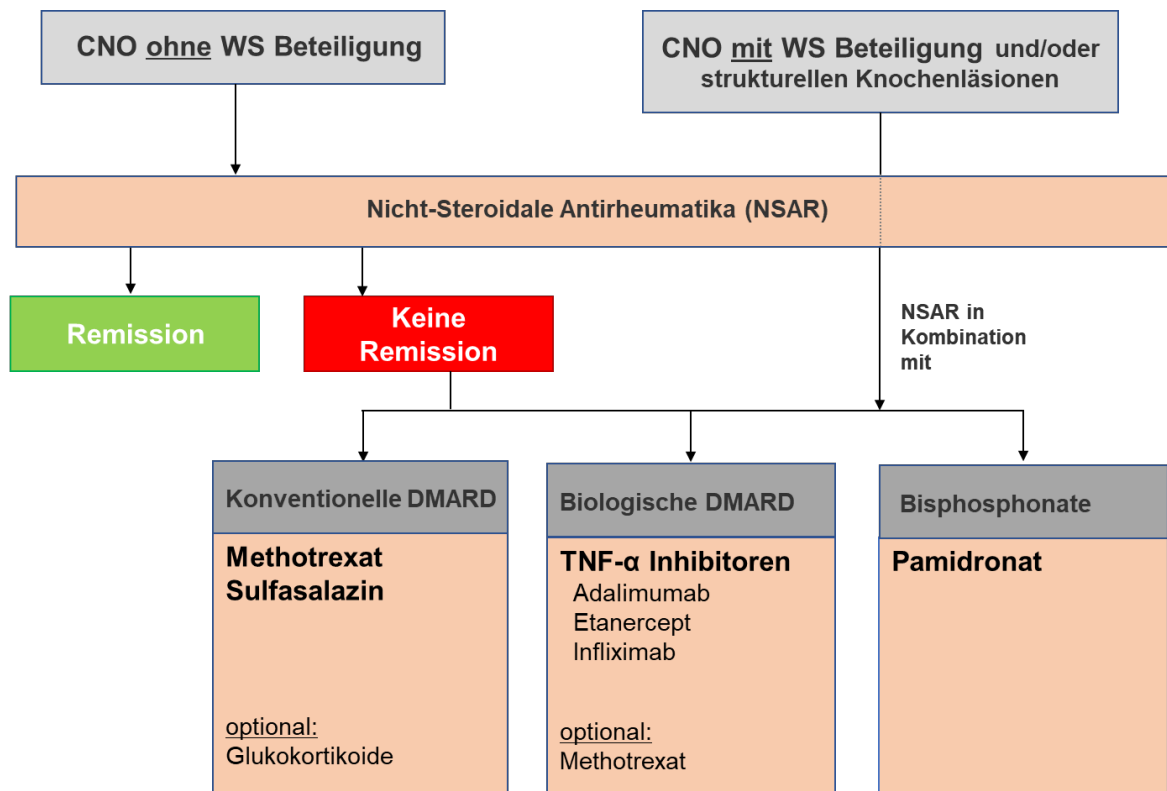 CNO ohne WS Beteiligung
CNO mit WS Beteiligung und/oder
strukturellen Knochenläsionen
Nicht-Steroidale Antirheumatika (NSAR)
Remission
Keine
Remission
NSAR in
Kombination
mit
Konventionelle DMARD
Methotrexat
Sulfasalazin
optional:
Glukokortikoide
Biologische DMARD
TNF-α Inhibitoren
Adalimumab
Etanercept
Infliximab
optional:
Methotrexat
Bisphosphonate
Pamidronat